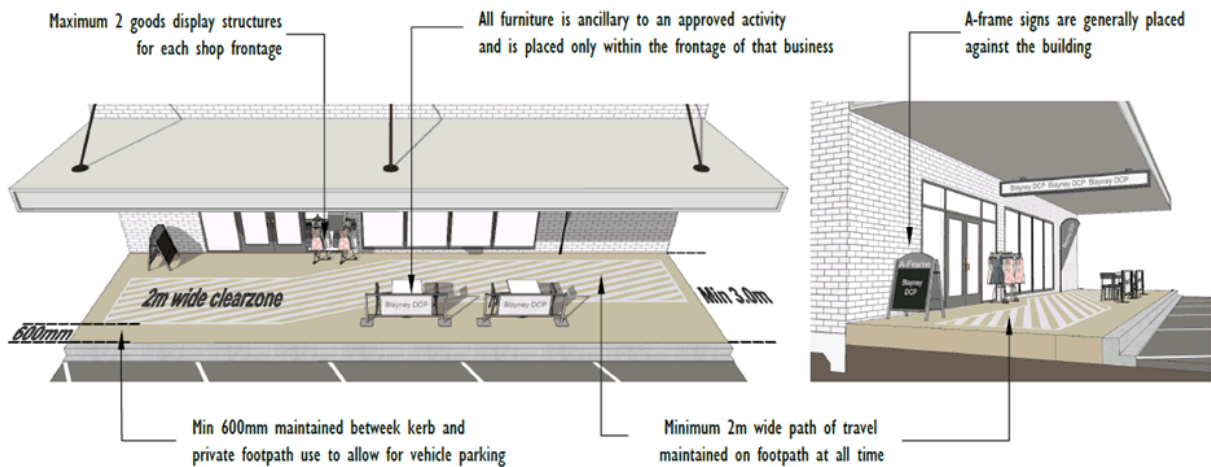 Maximum 2 goods display structures
for each shop frontage
All furniture is ancillary to an approved activity
and is placed only within the frontage of that business
A-frame signs are generally placed
against the building
Blayney DCP Blayney DCP Blayney DCP
2m wide clearzone
Blayney DCP
Blayney DCP
Min 3.0m
600mm
A-Frame
Blayney
DCP
Min 600mm maintained betweek kerb and
private footpath use to allow for vehicle parking
Minimum 2m wide path of travel
maintained on footpath at all time